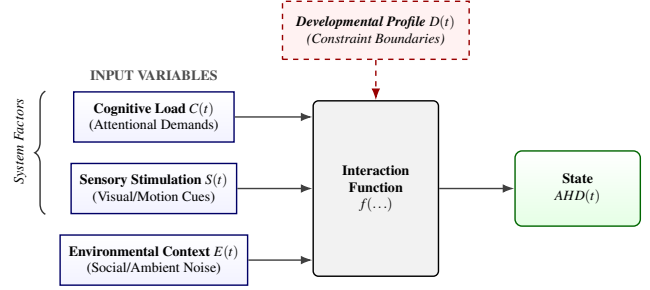 Developmental Profile D(t)
(Constraint Boundaries)
INPUT VARIABLES
System Factors
Cognitive Load C(t)
(Attentional Demands)
Sensory Stimulation S(t)
(Visual/Motion Cues)
Environmental Context E(t)
(Social/Ambient Noise)
Interaction
Function
f(…)
State
AHD(t)